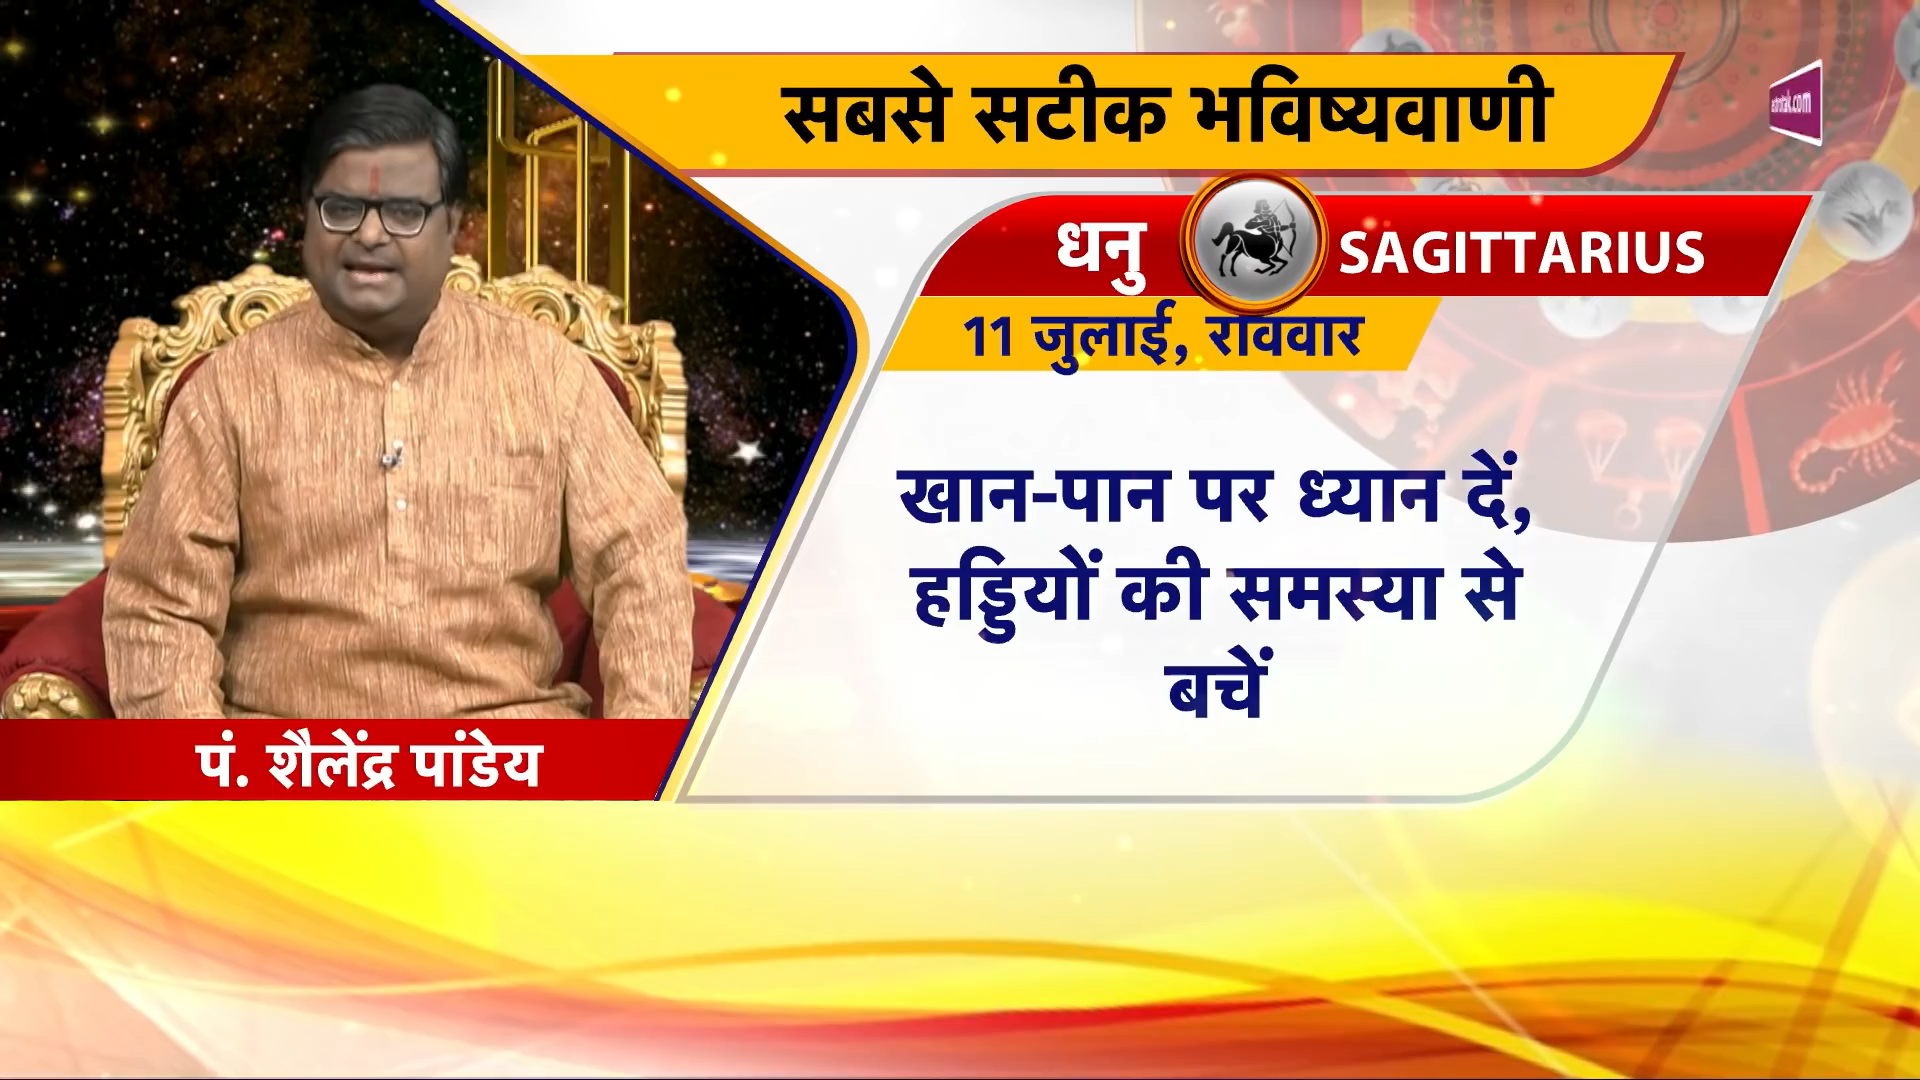 सबसे सटीक भविष्यवाणी
धनु SAGITTARIUS
11 जुलाई, रविवार
खान-पान पर ध्यान दें,
हड्डियों की समस्या से
बचें
पं. शैलेंद्र पांडेय